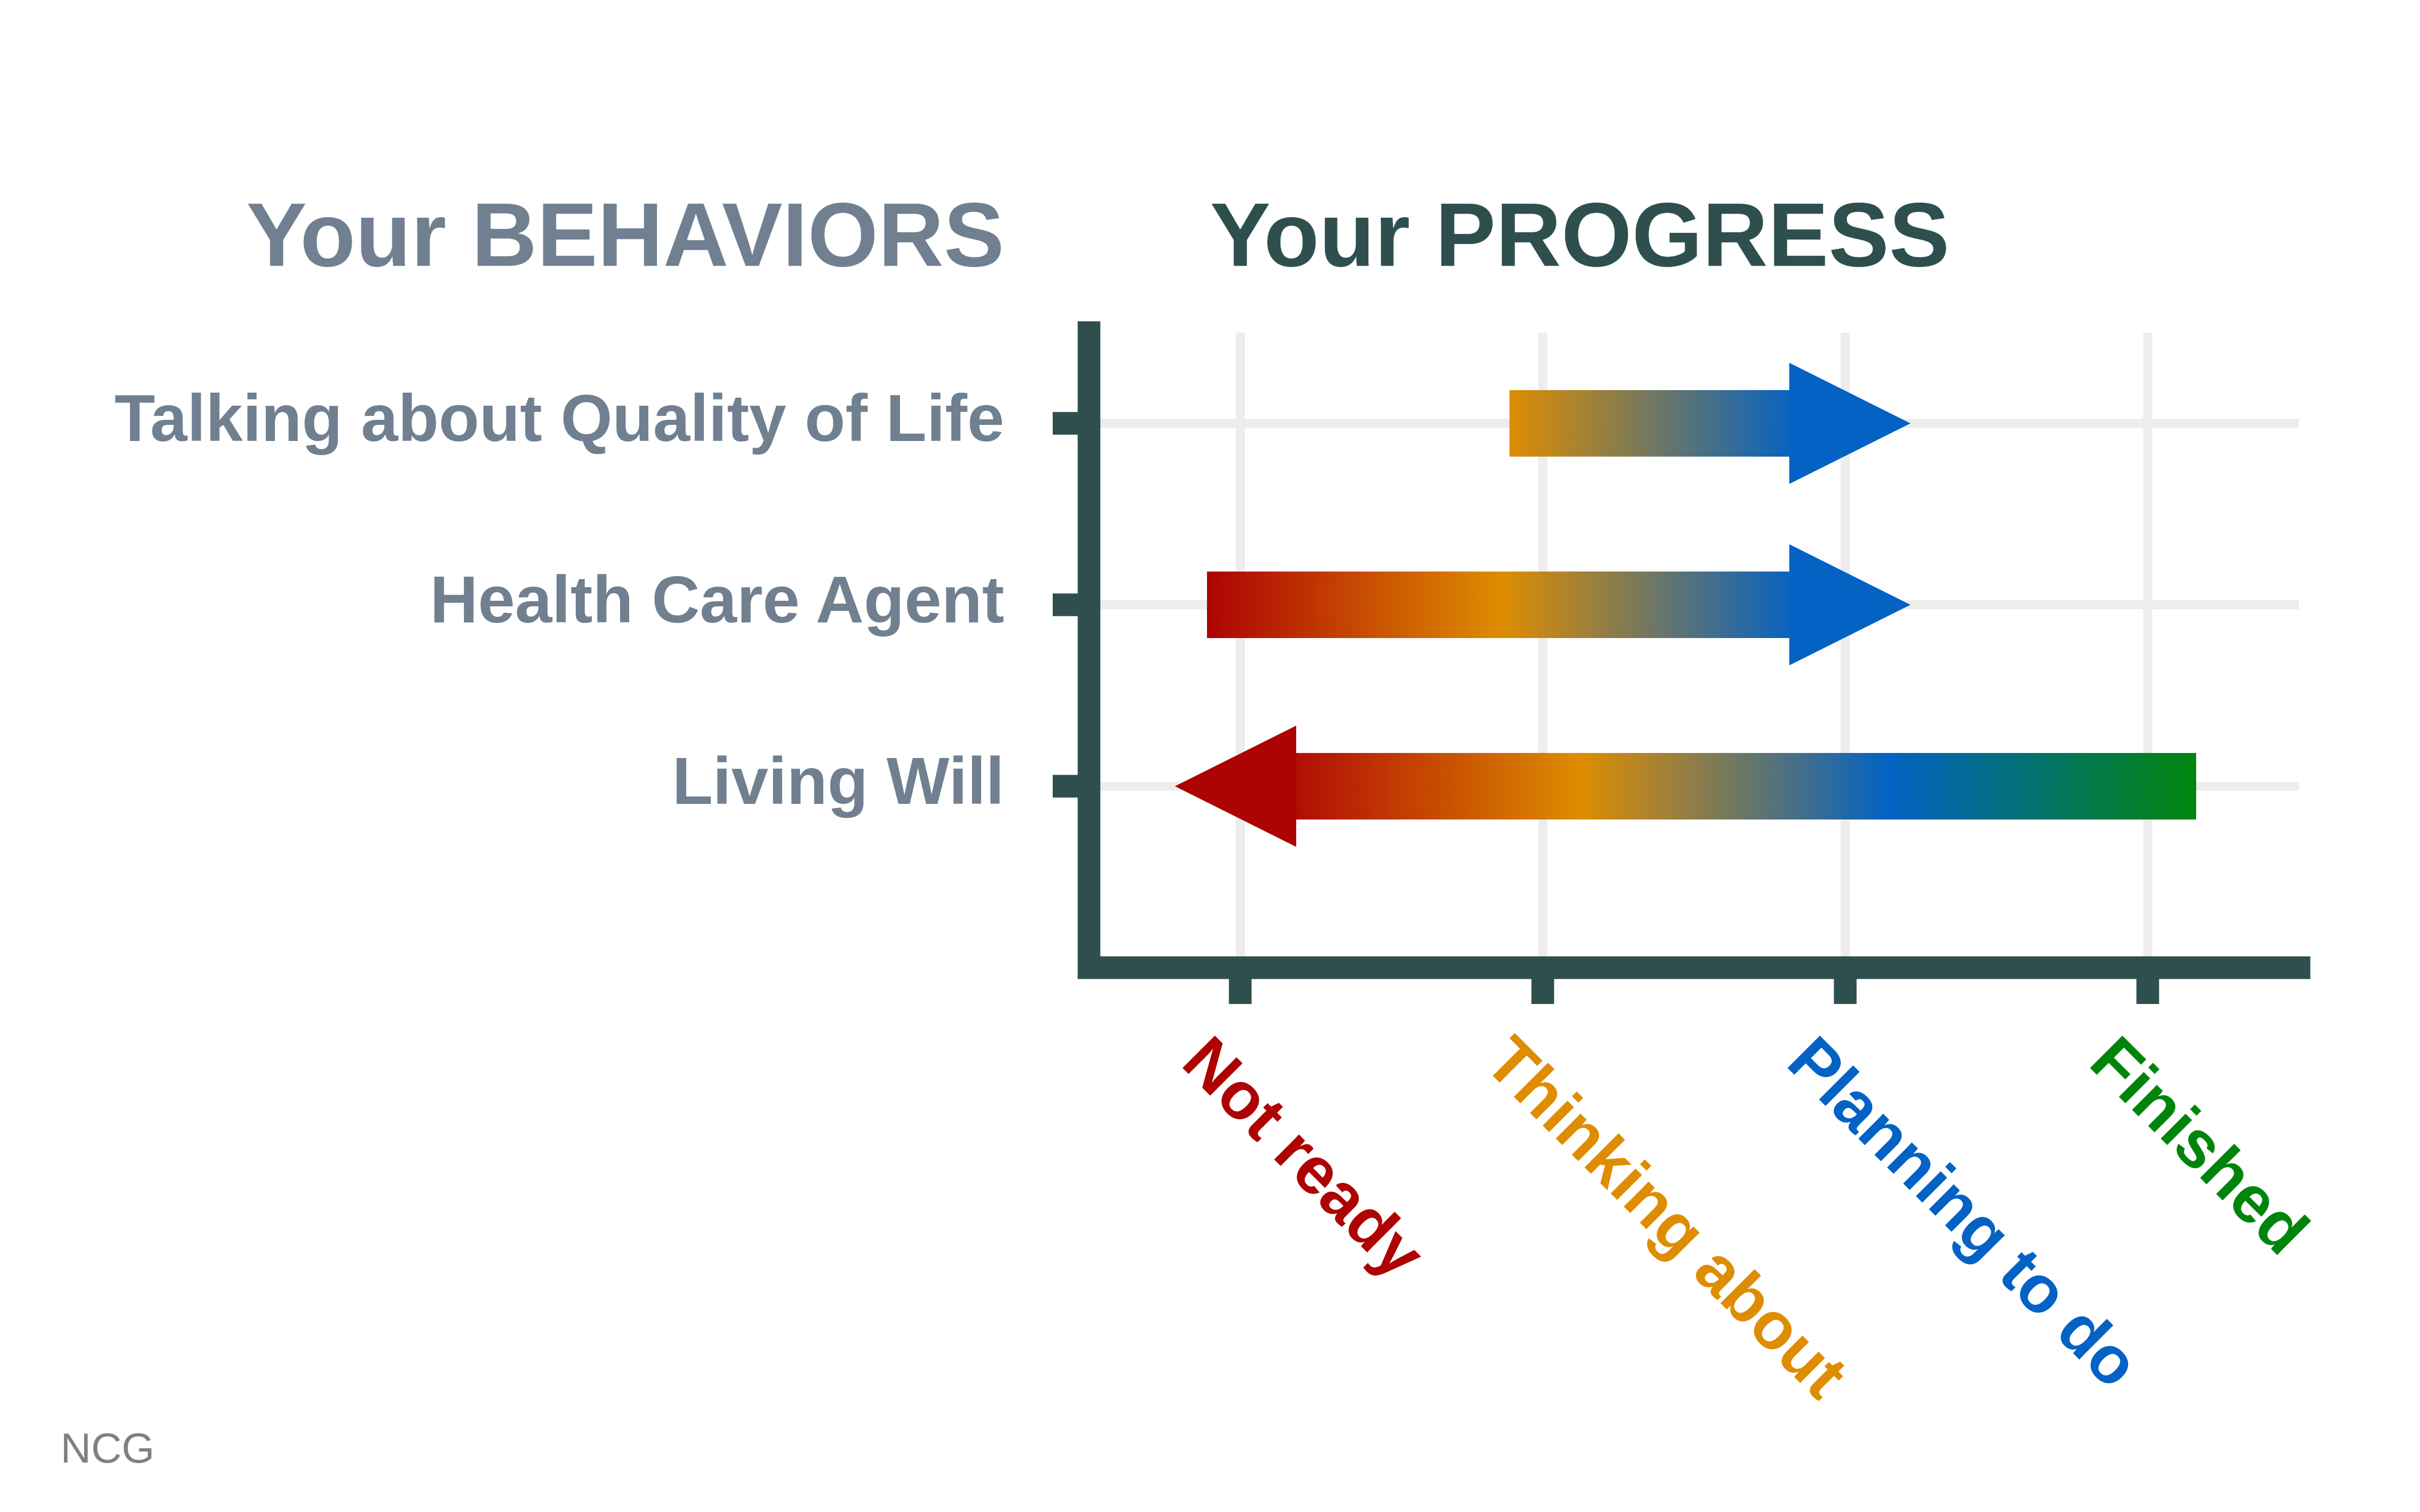 Your BEHAVIORS
Your PROGRESS
Talking about Quality of Life
Health Care Agent
Living Will
Not ready
Thinking about
Planning to do
Finished
NCG